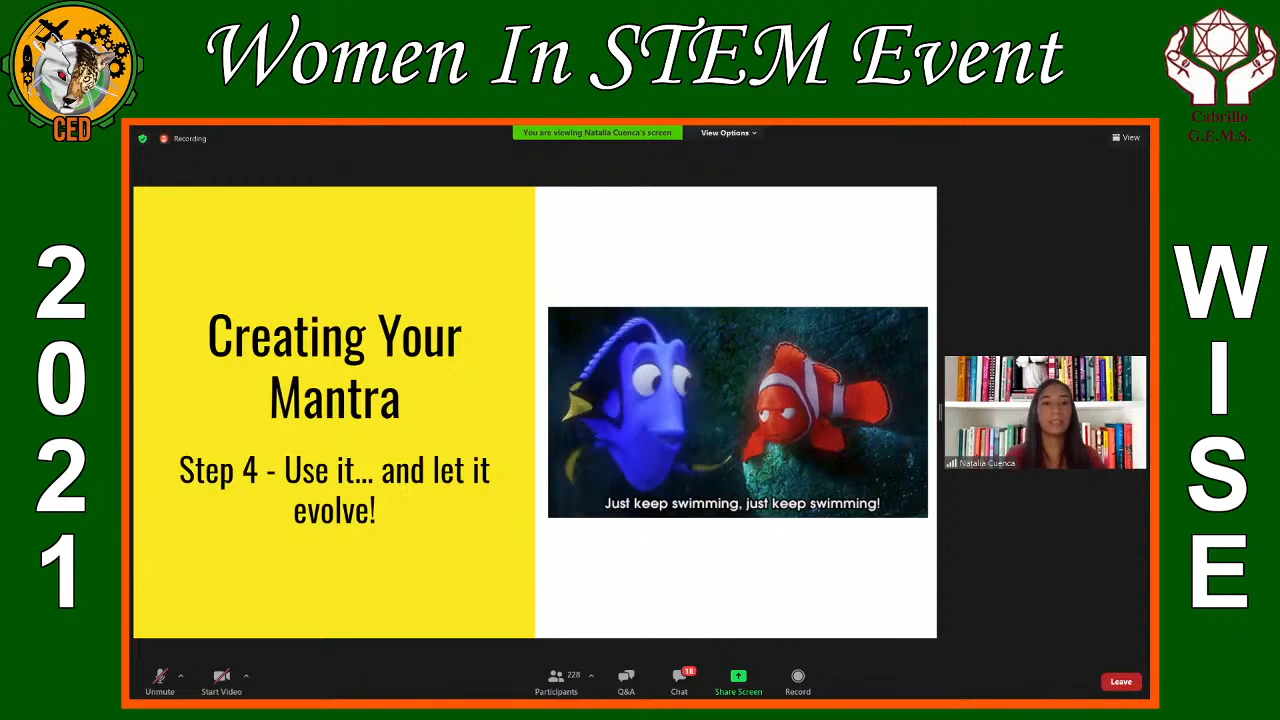 Women In STEM Event
CED
Cabrillo
G.E.M.S.
2
0
2
1
W
I
S
E
Recording
You are viewing Natalia Cuenca's screen
View Options
View
Creating Your
Mantra
Step 4 - Use it... and let it
evolve!
Just keep swimming, just keep swimming!
Natalia Cuenca
Unmute
Start Video
228
Participants
Q&A
18
Chat
Share Screen
Record
Leave